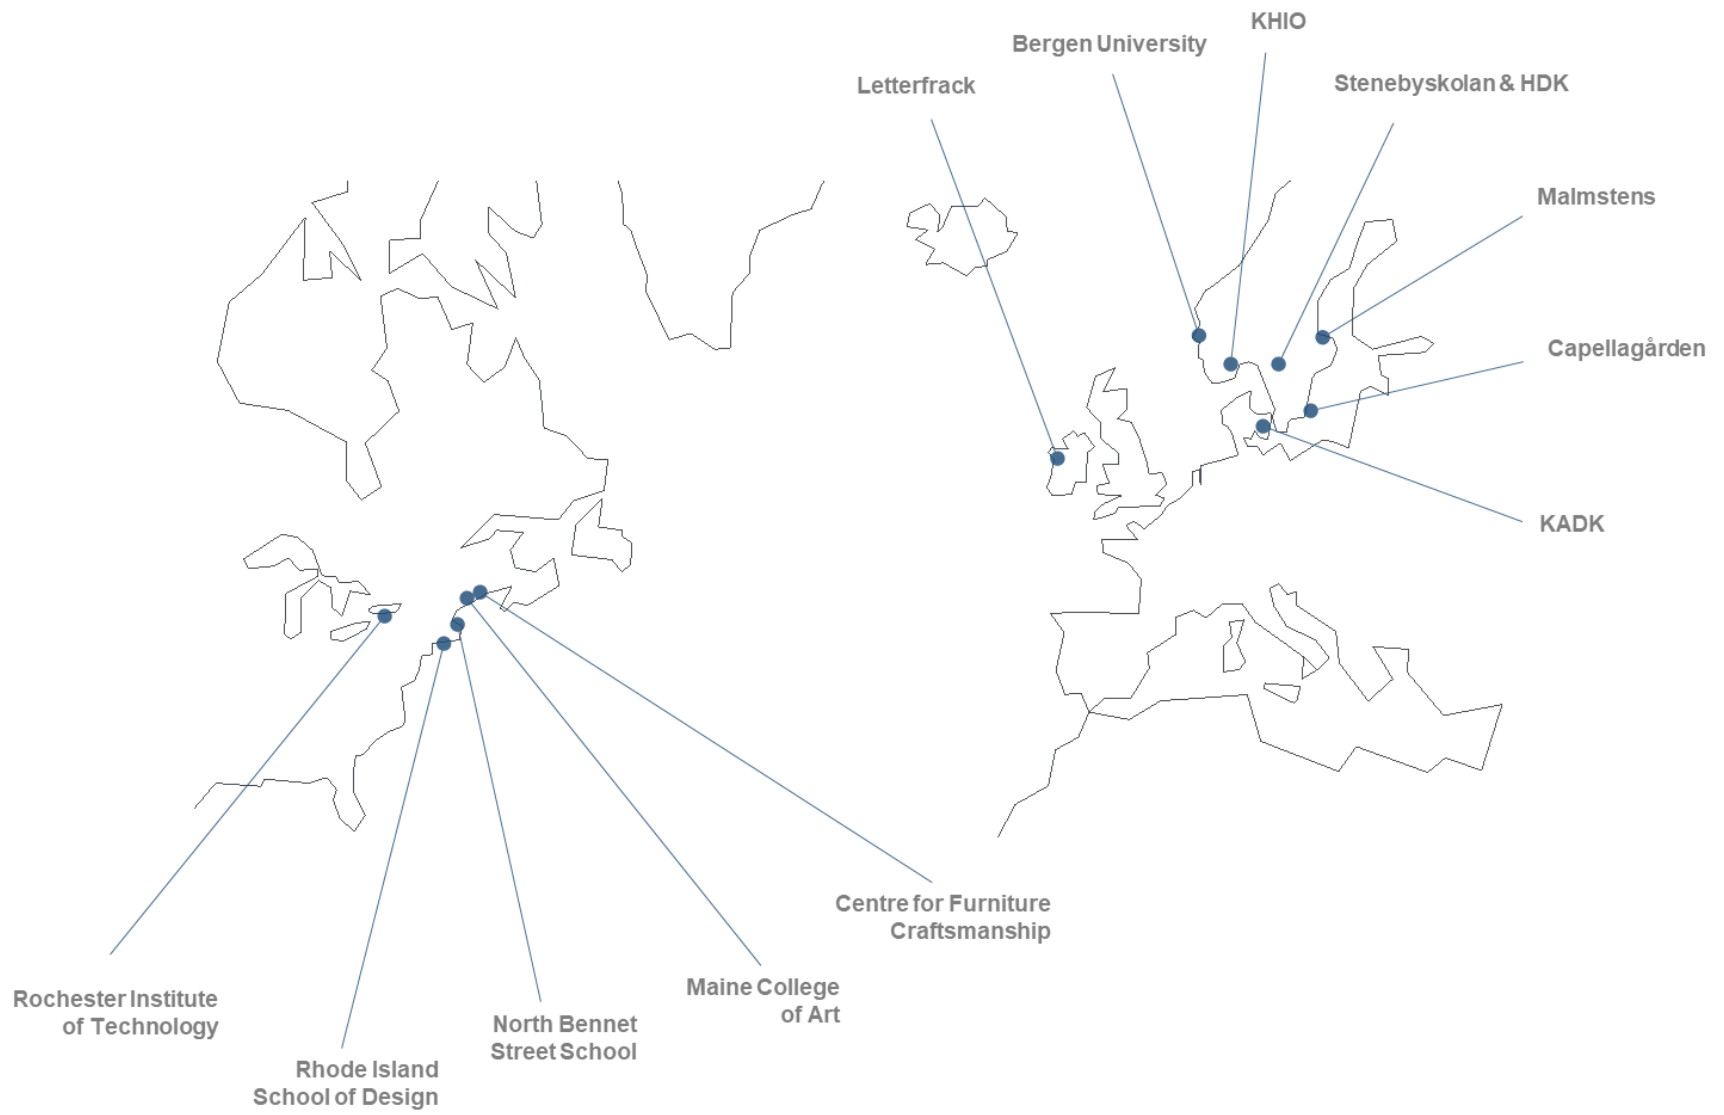 KHIO
Bergen University
Stenebyskolan & HDK
Letterfrack
Malmstens
Capellagården
KADK
Centre for Furniture
Craftsmanship
Maine College
of Art
Rochester Institute
of Technology
North Bennet
Street School
Rhode Island
School of Design